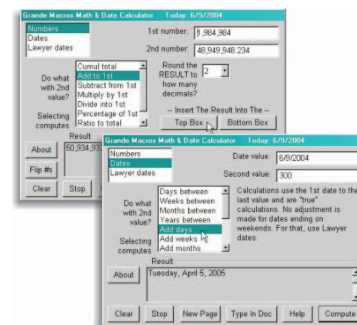 Grande Macros Math & Date Calculator Today: 6/9/2004
Numbers
Dates
Lawyer dates
1st number: 1,984,984
2nd number: 48,949,948.234
Do what with 2nd value?
Selecting computes
Cumul total
Add to 1st
Subtract from 1st
Multiply by 1st
Divide into 1st
Percentage of 1st
Ratio to total
Round the RESULT to how many decimals?
2
-- Insert The Result Into The --
Top Box
Bottom Box
Result
About
50,934,93
Flip #s
Clear
Stop
Grande Macros Math & Date Calculator Today: 6/9/2004
Numbers
Dates
Lawyer dates
Date value: 6/9/2004
Second value: 300
Do what with 2nd value?
Selecting computes
Days between
Weeks between
Months between
Years between
Add days
Add weeks
Add months
Calculations use the 1st date to the
last value and are "true"
calculations. No adjustment is
made for dates ending on
weekends. For that, use Lawyer
dates.
Result
About
Tuesday, April 5, 2005
Clear
Stop
New Page
Type In Doc
Help
Compute